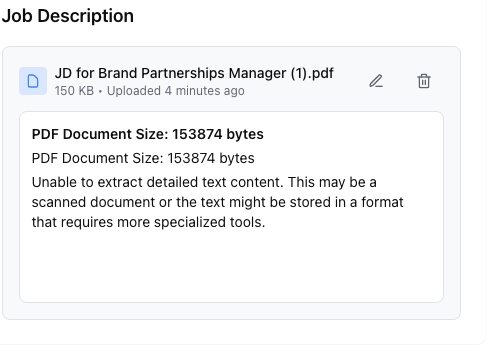 Job Description
JD for Brand Partnerships Manager (1).pdf
150 KB • Uploaded 4 minutes ago
PDF Document Size: 153874 bytes
PDF Document Size: 153874 bytes
Unable to extract detailed text content. This may be a
scanned document or the text might be stored in a format
that requires more specialized tools.